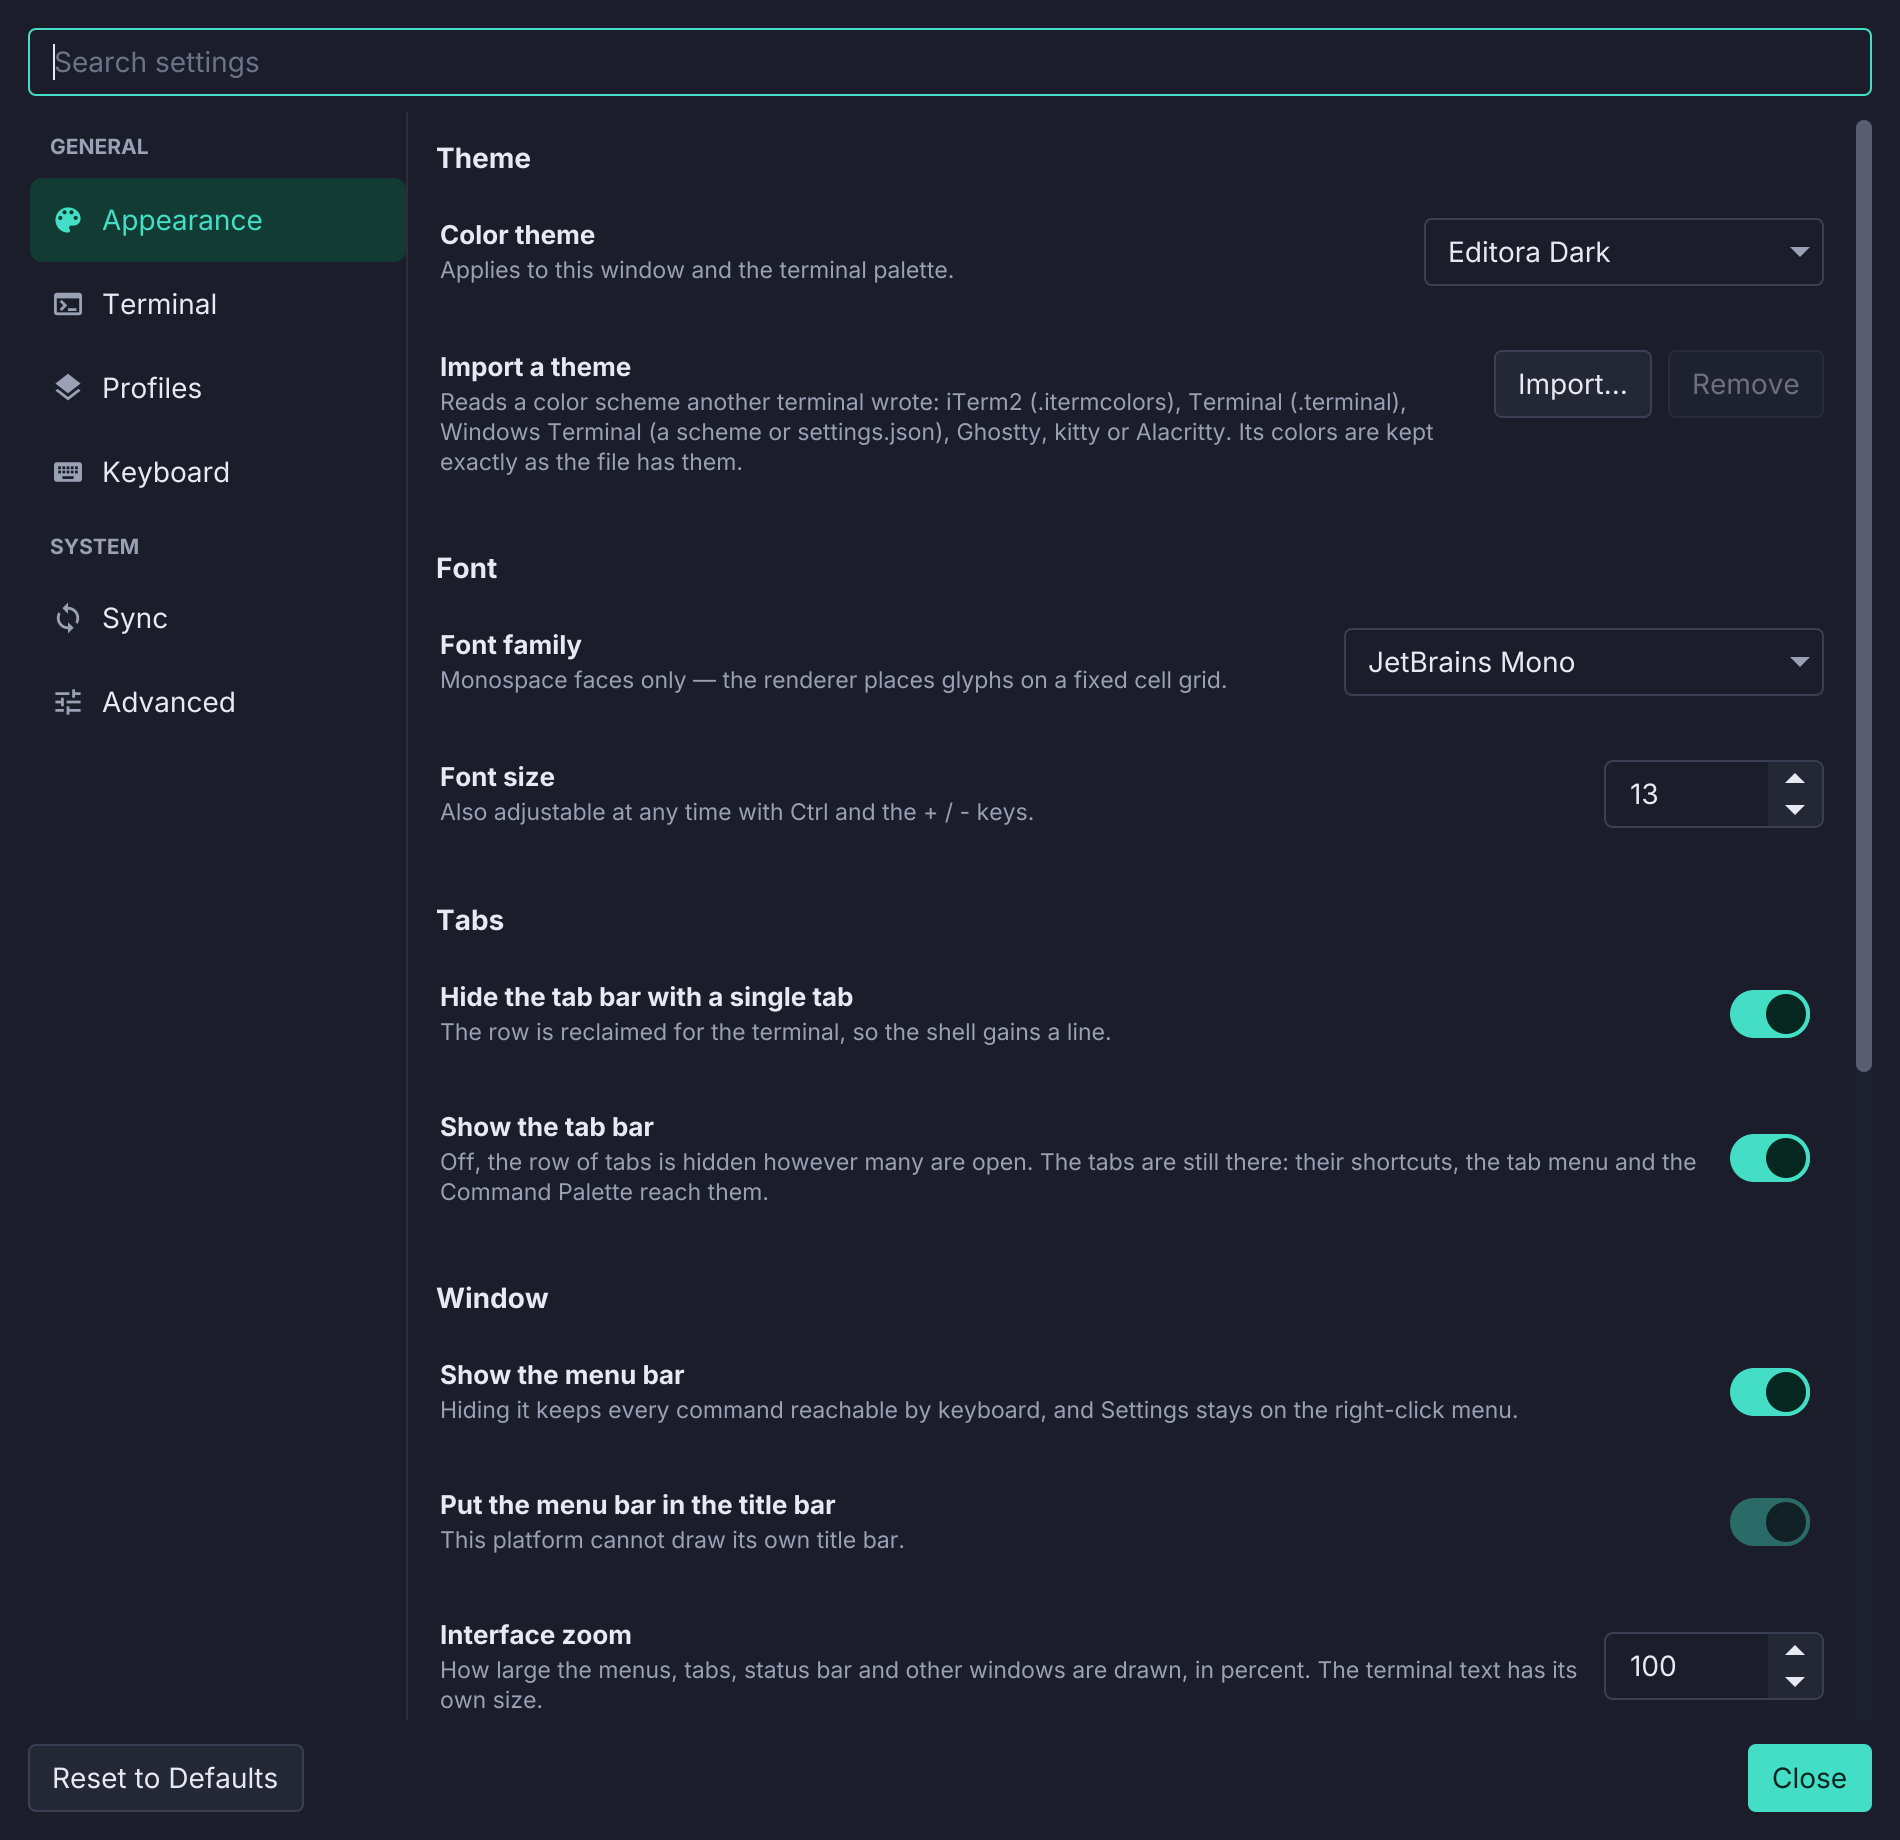 Search settings
GENERAL
Appearance
Terminal
Profiles
Keyboard
SYSTEM
Sync
Advanced
Theme
Color theme
Applies to this window and the terminal palette.
Editora Dark
Import a theme
Reads a color scheme another terminal wrote: iTerm2 (.itermcolors), Terminal (.terminal),
Windows Terminal (a scheme or settings.json), Ghostty, kitty or Alacritty. Its colors are kept
exactly as the file has them.
Import...
Remove
Font
Font family
Monospace faces only — the renderer places glyphs on a fixed cell grid.
JetBrains Mono
Font size
Also adjustable at any time with Ctrl and the + / - keys.
13
Tabs
Hide the tab bar with a single tab
The row is reclaimed for the terminal, so the shell gains a line.
Show the tab bar
Off, the row of tabs is hidden however many are open. The tabs are still there: their shortcuts, the tab menu and the
Command Palette reach them.
Window
Show the menu bar
Hiding it keeps every command reachable by keyboard, and Settings stays on the right-click menu.
Put the menu bar in the title bar
This platform cannot draw its own title bar.
Interface zoom
How large the menus, tabs, status bar and other windows are drawn, in percent. The terminal text has its
own size.
100
Reset to Defaults
Close